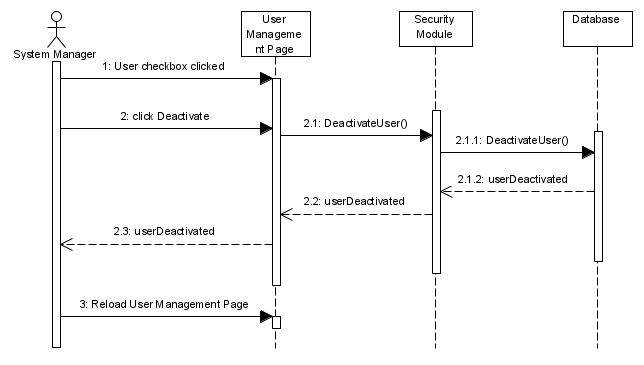 User
Manageme
nt Page
Security
Module
Database
System Manager
1: User checkbox clicked
2: click Deactivate
2.1: DeactivateUser()
2.1.1: DeactivateUser()
2.1.2: userDeactivated
2.2: userDeactivated
2.3: userDeactivated
3: Reload User Management Page